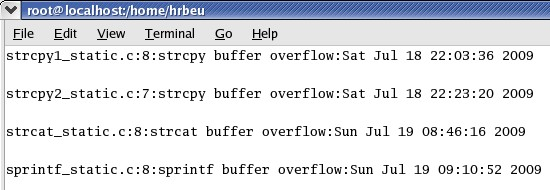 root@localhost:/home/hrbeu
File Edit View Terminal Go Help
strcpy1_static.c:8:strcpy buffer overflow:Sat Jul 18 22:03:36 2009
strcpy2_static.c:7:strcpy buffer overflow:Sat Jul 18 22:23:20 2009
strcat_static.c:8:strcat buffer overflow:Sun Jul 19 08:46:16 2009
sprintf_static.c:8:sprintf buffer overflow:Sun Jul 19 09:10:52 2009